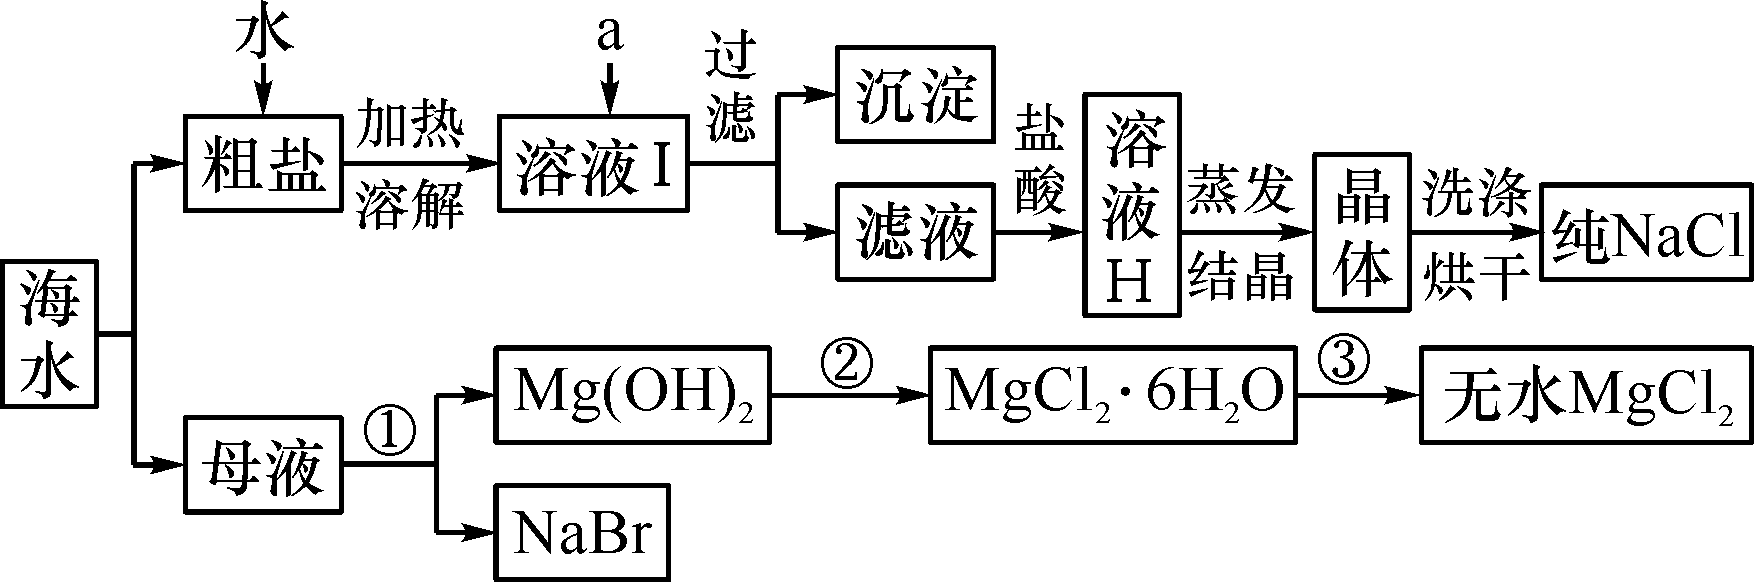 水
a
过滤
沉淀
粗盐
加热
溶解
溶液Ⅰ
滤液
盐酸
溶液H
蒸发
结晶
晶体
洗涤
烘干
纯NaCl
海水
母液
①
Mg(OH)₂
②
MgCl₂·6H₂O
③
无水MgCl₂
NaBr